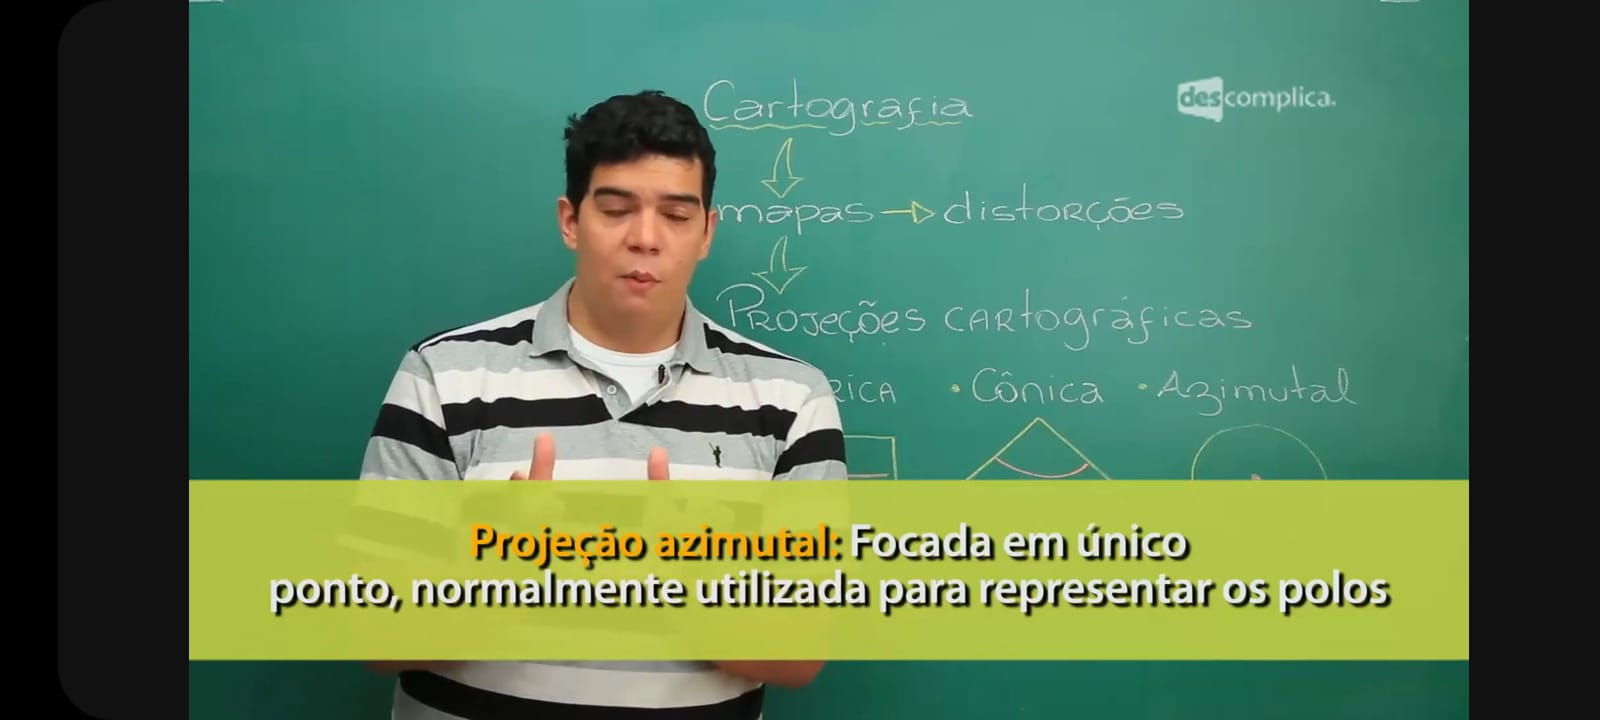 Cartografia
descomplica.
mapas → distorções
Projeções cartográficas
RICA • Cônica • Azimutal
Projeção azimutal: Focada em único
ponto, normalmente utilizada para representar os polos